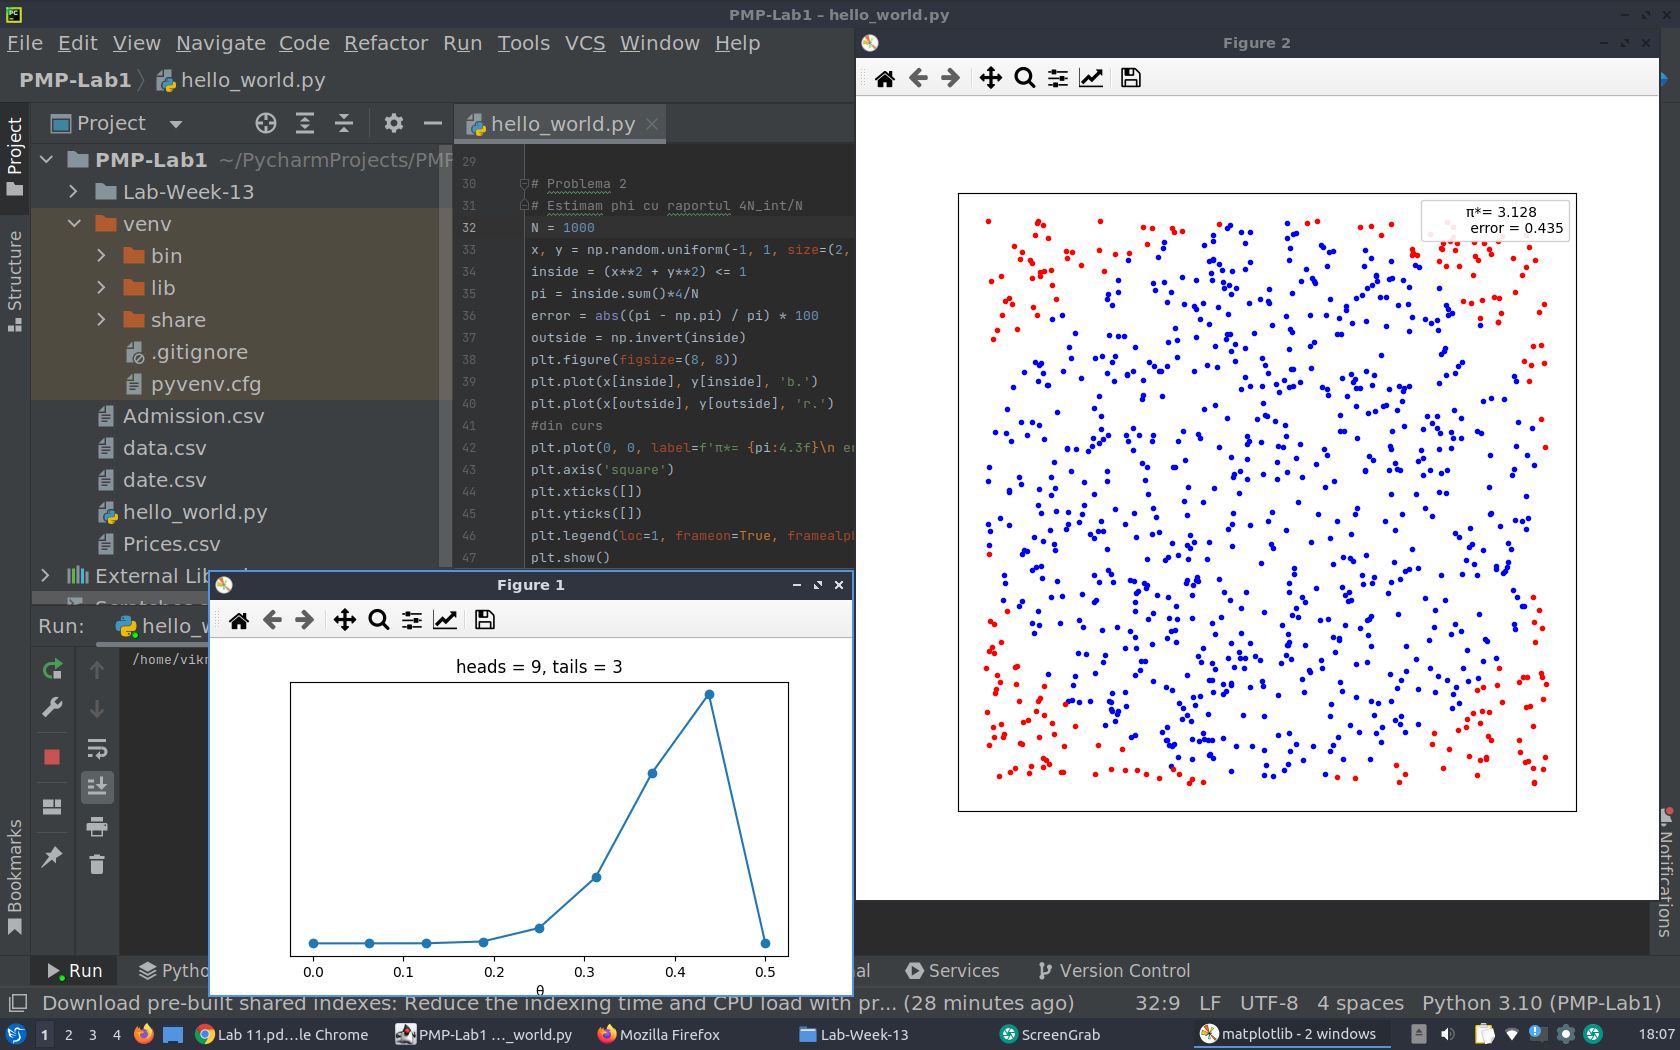 PMP-Lab1 – hello_world.py
File Edit View Navigate Code Refactor Run Tools VCS Window Help
PMP-Lab1 hello_world.py
Project
hello_world.py
Project
PMP-Lab1 ~/PycharmProjects/PMP
Lab-Week-13
venv
bin
lib
share
.gitignore
pyvenv.cfg
Admission.csv
data.csv
date.csv
hello_world.py
Prices.csv
External Lib
Structure
Bookmarks
29
30 # Problema 2
31 # Estimam phi cu raportul 4N_int/N
32 N = 1000
33 x, y = np.random.uniform(-1, 1, size=(2,
34 inside = (x**2 + y**2) <= 1
35 pi = inside.sum()*4/N
36 error = abs((pi - np.pi) / pi) * 100
37 outside = np.invert(inside)
38 plt.figure(figsize=(8, 8))
39 plt.plot(x[inside], y[inside], 'b.')
40 plt.plot(x[outside], y[outside], 'r.')
41 #din curs
42 plt.plot(0, 0, label=f'π*= {pi:4.3f}\n er
43 plt.axis('square')
44 plt.xticks([])
45 plt.yticks([])
46 plt.legend(loc=1, frameon=True, framealph
47 plt.show()
Figure 2
π*= 3.128
error = 0.435
Notifications
Run: hello_w
/home/vikr
Figure 1
heads = 9, tails = 3
0.0 0.1 0.2 0.3 0.4 0.5
θ
Run Pytho al Services Version Control
Download pre-built shared indexes: Reduce the indexing time and CPU load with pr... (28 minutes ago) 32:9 LF UTF-8 4 spaces Python 3.10 (PMP-Lab1)
1 2 3 4 Lab 11.pd...le Chrome PMP-Lab1 ..._world.py Mozilla Firefox Lab-Week-13 ScreenGrab matplotlib - 2 windows 18:07